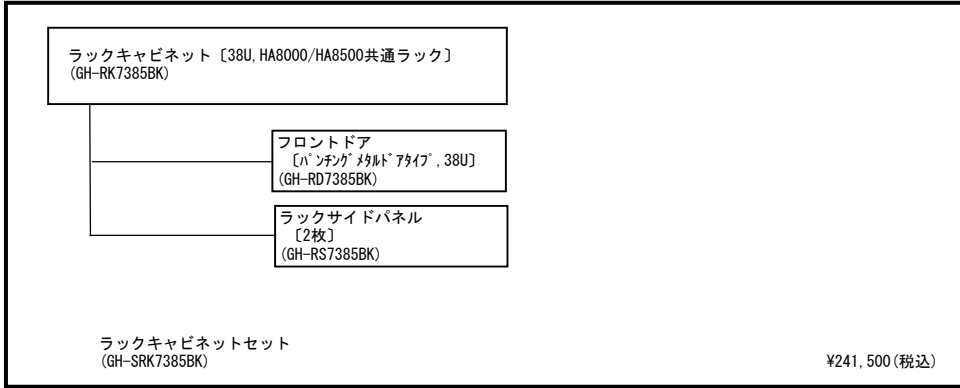 ラックキャビネット〔38U,HA8000/HA8500共通ラック〕
(GH-RK7385BK)
フロントドア
〔ﾊﾟﾝﾁﾝｸﾞﾒﾀﾙﾄﾞｱﾀｲﾌﾟ,38U〕
(GH-RD7385BK)
ラックサイドパネル
〔2枚〕
(GH-RS7385BK)
ラックキャビネットセット
(GH-SRK7385BK)
¥241,500(税込)